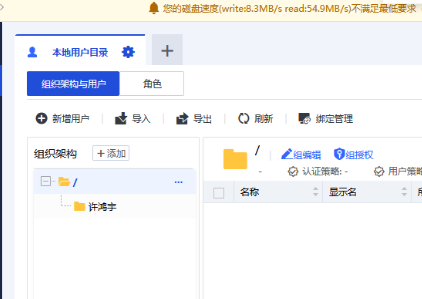 您的磁盘速度(write:8.3MB/s read:54.9MB/s)不满足最低要求
本地用户目录
组织架构与用户 角色
新增用户 导入 导出 刷新 绑定管理
组织架构 + 添加
/
许鸿宇
/ 组编辑 组授权
- 认证策略: - 用户策略
名称 显示名